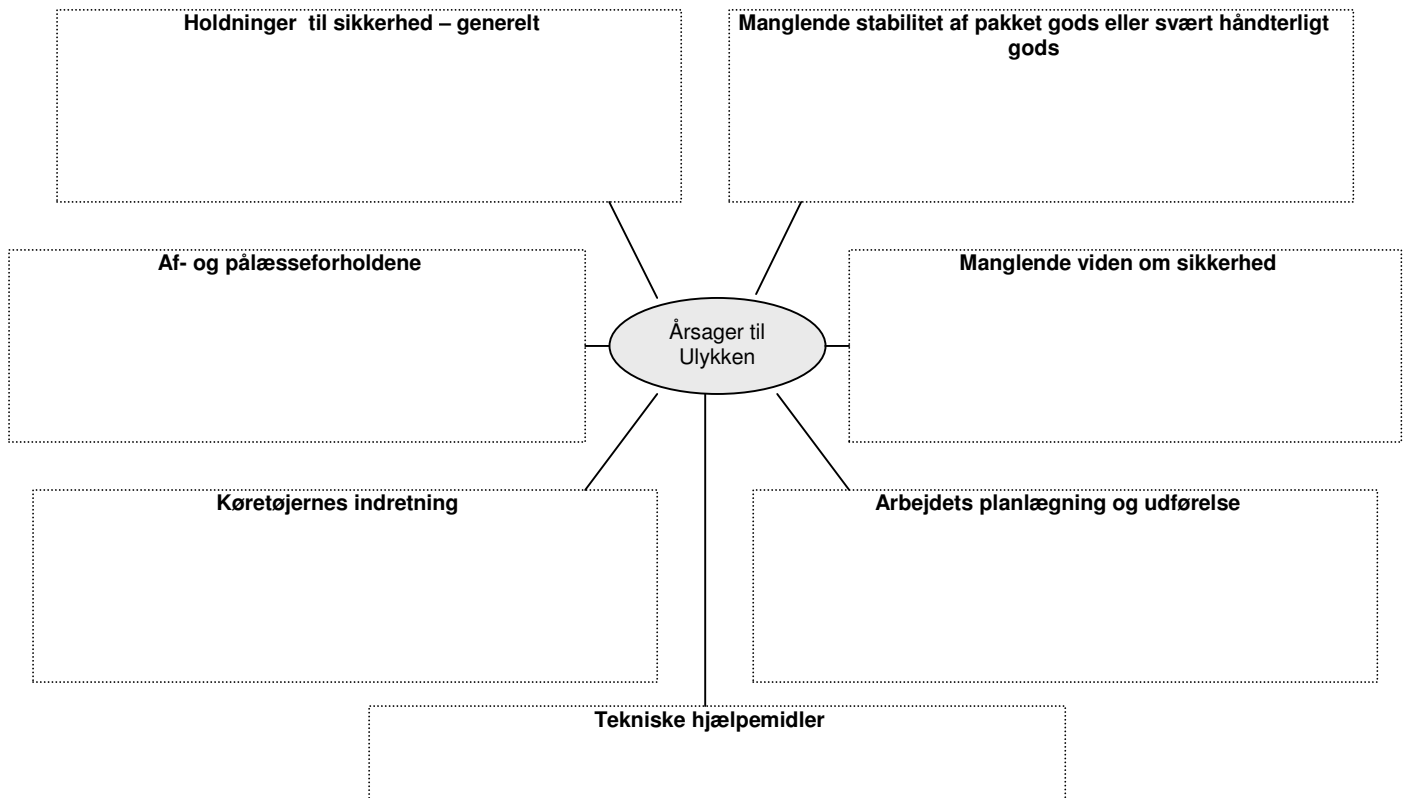 Holdninger til sikkerhed – generelt
Manglende stabilitet af pakket gods eller svært håndterligt
gods
Af- og pålæsseforholdene
Manglende viden om sikkerhed
Årsager til
Ulykken
Køretøjernes indretning
Arbejdets planlægning og udførelse
Tekniske hjælpemidler